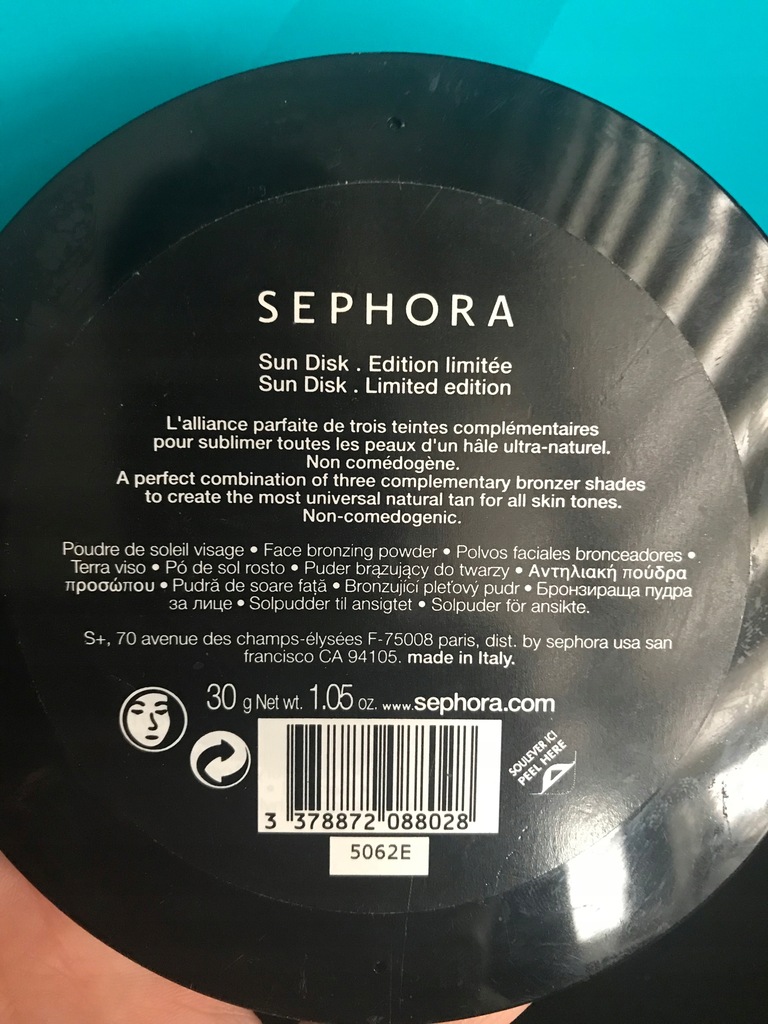 SEPHORA
Sun Disk . Edition limitée
Sun Disk . Limited edition
L'alliance parfaite de trois teintes complémentaires
pour sublimer toutes les peaux d'un hâle ultra-naturel.
Non comédogène.
A perfect combination of three complementary bronzer shades
to create the most universal natural tan for all skin tones.
Non-comedogenic.
Poudre de soleil visage • Face bronzing powder • Polvos faciales bronceadores •
Terra viso • Pó de sol rosto • Puder brązujący do twarzy • Αντηλιακή πούδρα
προσώπου • Pudră de soare față • Bronzující pleťový pudr • Бронзираща пудра
за лице • Solpudder til ansigtet • Solpuder för ansikte.
S+, 70 avenue des champs-élysées F-75008 paris, dist. by sephora usa san
francisco CA 94105. made in Italy.
30 g Net wt. 1.05 oz. www.sephora.com
SOULEVER ICI
PEEL HERE
3 378872 088028
5062E